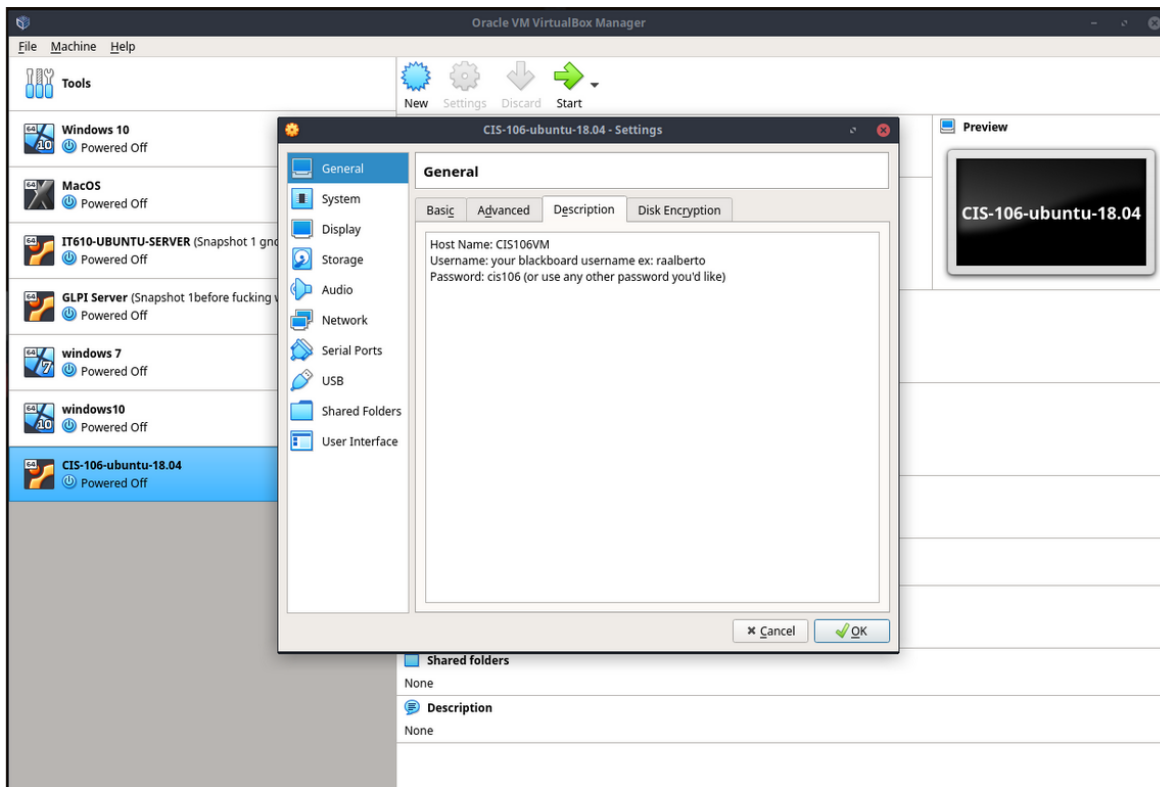 Oracle VM VirtualBox Manager
File Machine Help
Tools
New Settings Discard Start
Windows 10
Powered Off
MacOS
Powered Off
IT610-UBUNTU-SERVER (Snapshot 1
Powered Off
GLPI Server (Snapshot 1before fucking
Powered Off
windows 7
Powered Off
windows10
Powered Off
CIS-106-ubuntu-18.04
Powered Off
CIS-106-ubuntu-18.04 - Settings
General
System
Display
Storage
Audio
Network
Serial Ports
USB
Shared Folders
User Interface
General
Basic Advanced Description Disk Encryption
Host Name: CIS106VM
Username: your blackboard username ex: raalberto
Password: cis106 (or use any other password you'd like)
Cancel OK
Preview
CIS-106-ubuntu-18.04
Shared folders
None
Description
None